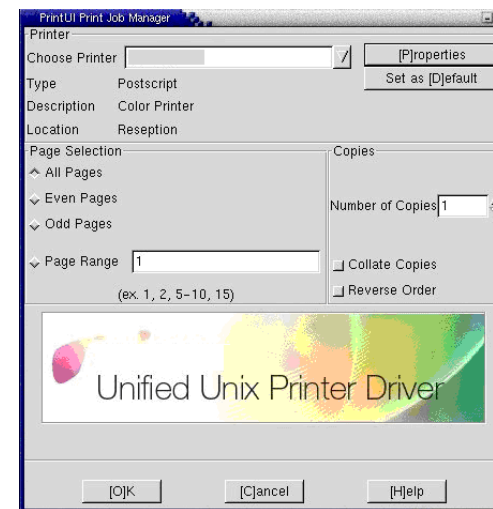 PrintUI Print Job Manager
Printer
Choose Printer
[P]roperties
Set as [D]efault
Type Postscript
Description Color Printer
Location Reseption
Page Selection
All Pages
Even Pages
Odd Pages
Page Range 1
(ex. 1, 2, 5-10, 15)
Copies
Number of Copies 1
Collate Copies
Reverse Order
Unified Unix Printer Driver
[O]K
[C]ancel
[H]elp